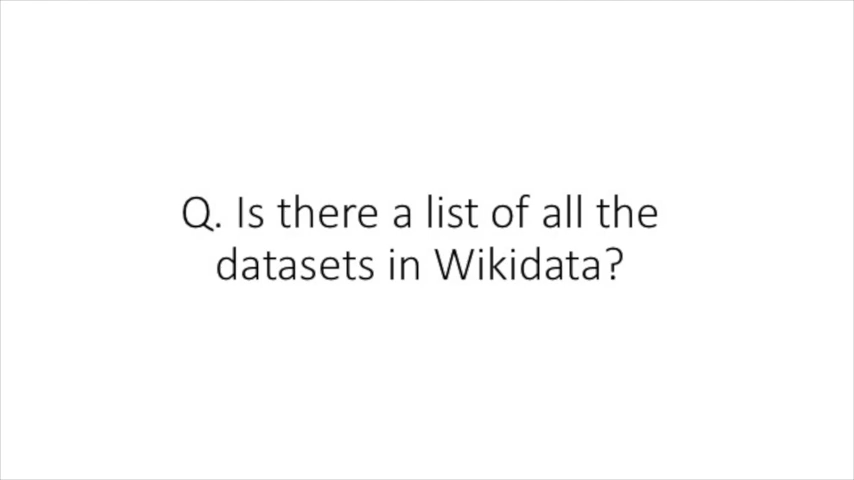 Q. Is there a list of all the
datasets in Wikidata?